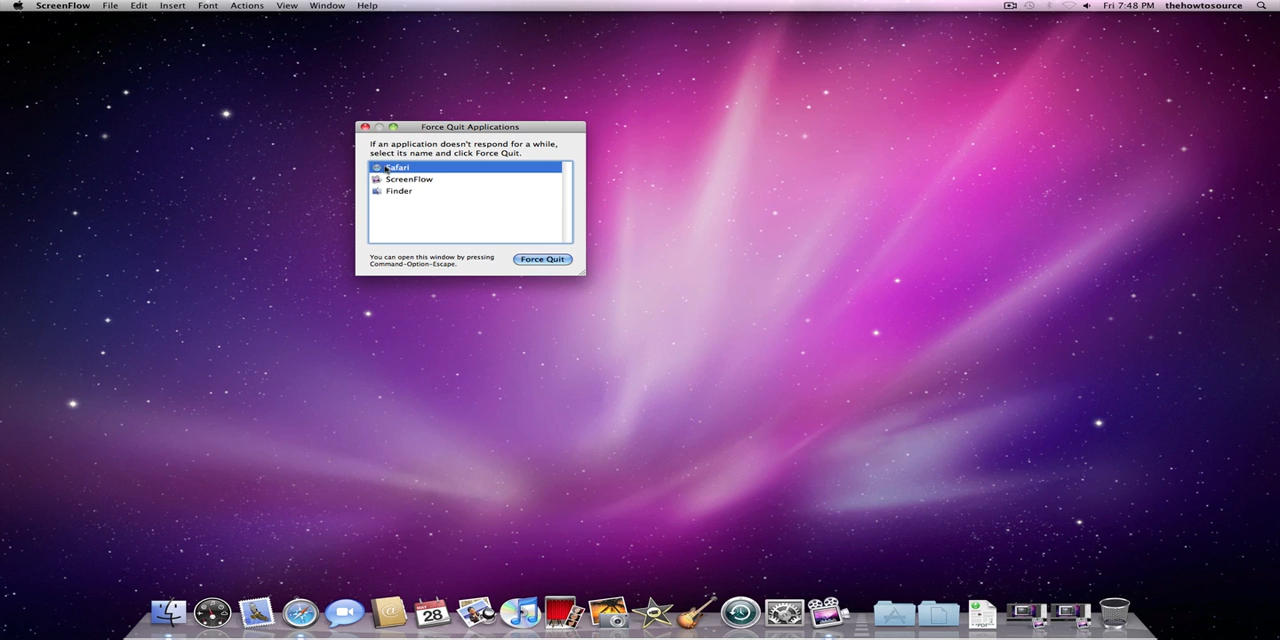 ScreenFlow File Edit Insert Font Actions View Window Help Fri 7:48 PM thehowtosource
Force Quit Applications
If an application doesn't respond for a while,
select its name and click Force Quit.
Safari
ScreenFlow
Finder
You can open this window by pressing
Command-Option-Escape.
Force Quit
28